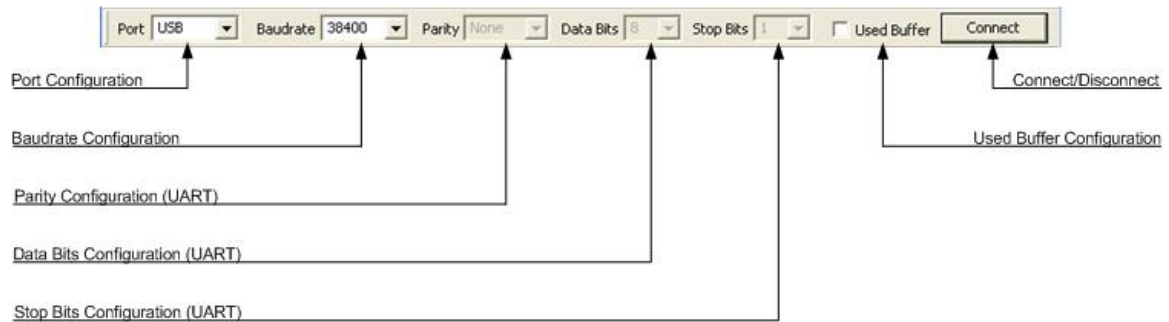 Port USB Baudrate 38400 Parity None Data Bits 8 Stop Bits 1 Used Buffer Connect
Port Configuration Connect/Disconnect
Baudrate Configuration Used Buffer Configuration
Parity Configuration (UART)
Data Bits Configuration (UART)
Stop Bits Configuration (UART)